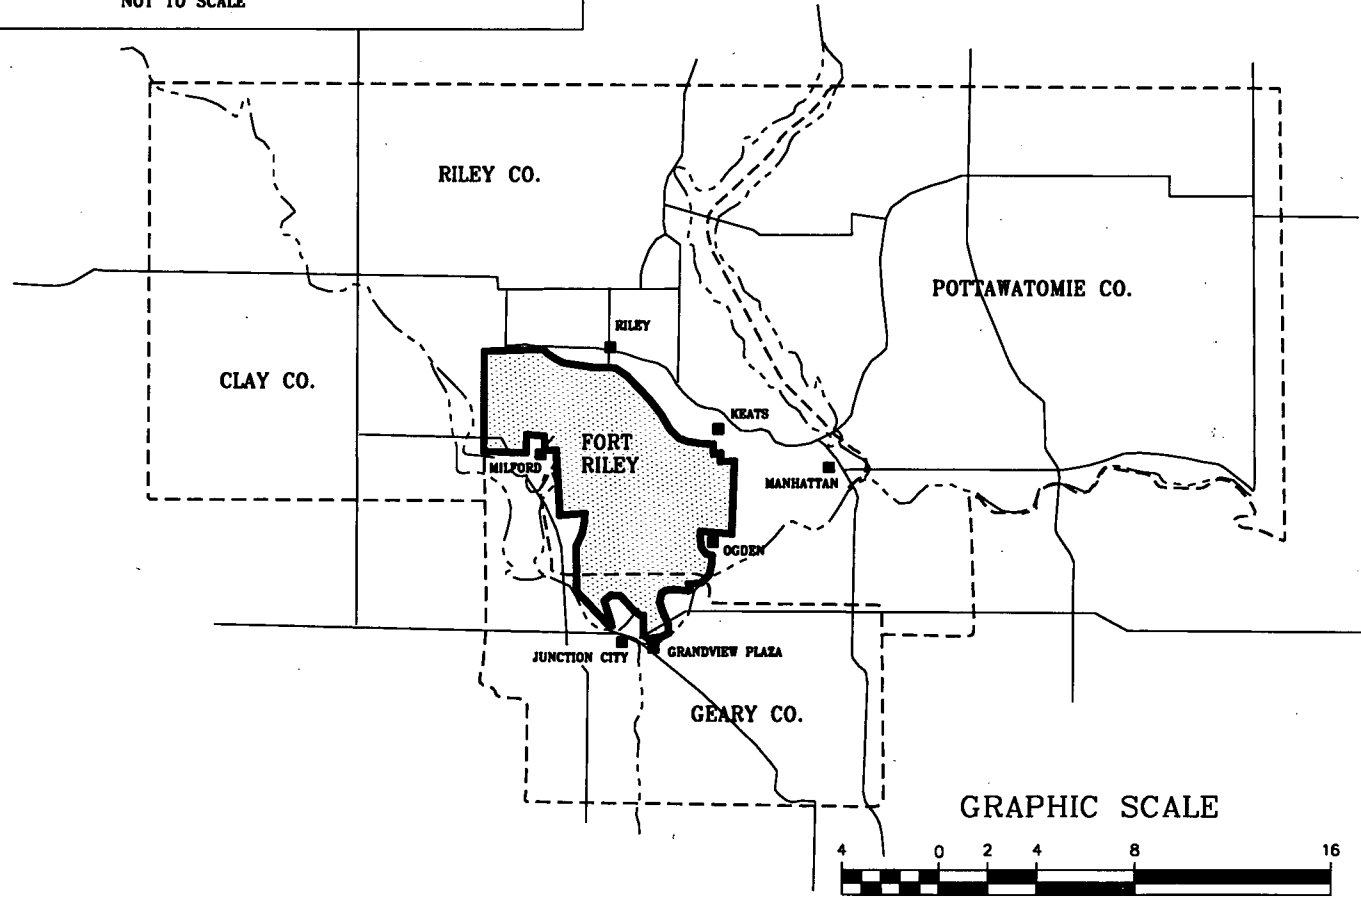 NOT TO SCALE
RILEY CO.
POTTAWATOMIE CO.
RILEY
CLAY CO.
KEATS
FORT
RILEY
MILFORD
MANHATTAN
OGDEN
JUNCTION CITY
GRANDVIEW PLAZA
GEARY CO.
GRAPHIC SCALE
4 0 2 4 8 16